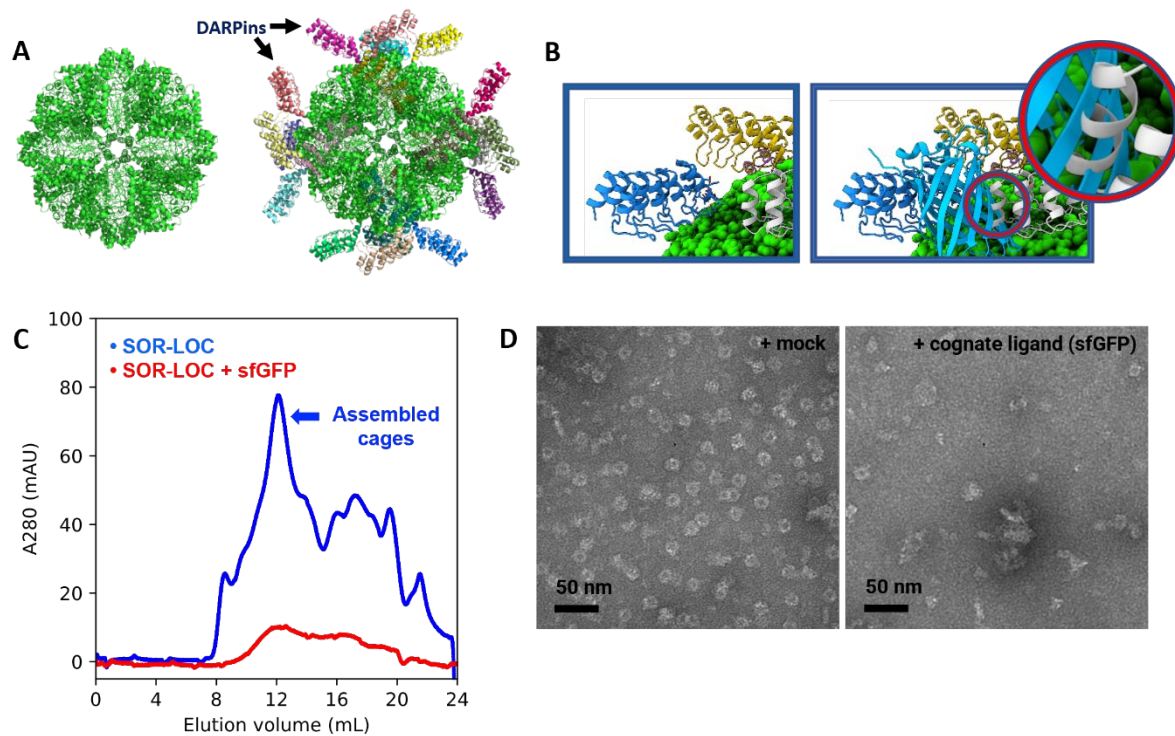 A
DARPins
B
C
100
80
60
40
20
0
A280 (mAU)
• SOR-LOC
• SOR-LOC + sfGFP
Assembled
cages
0 4 8 12 16 20 24
Elution volume (mL)
D
+ mock
50 nm
+ cognate ligand (sfGFP)
50 nm